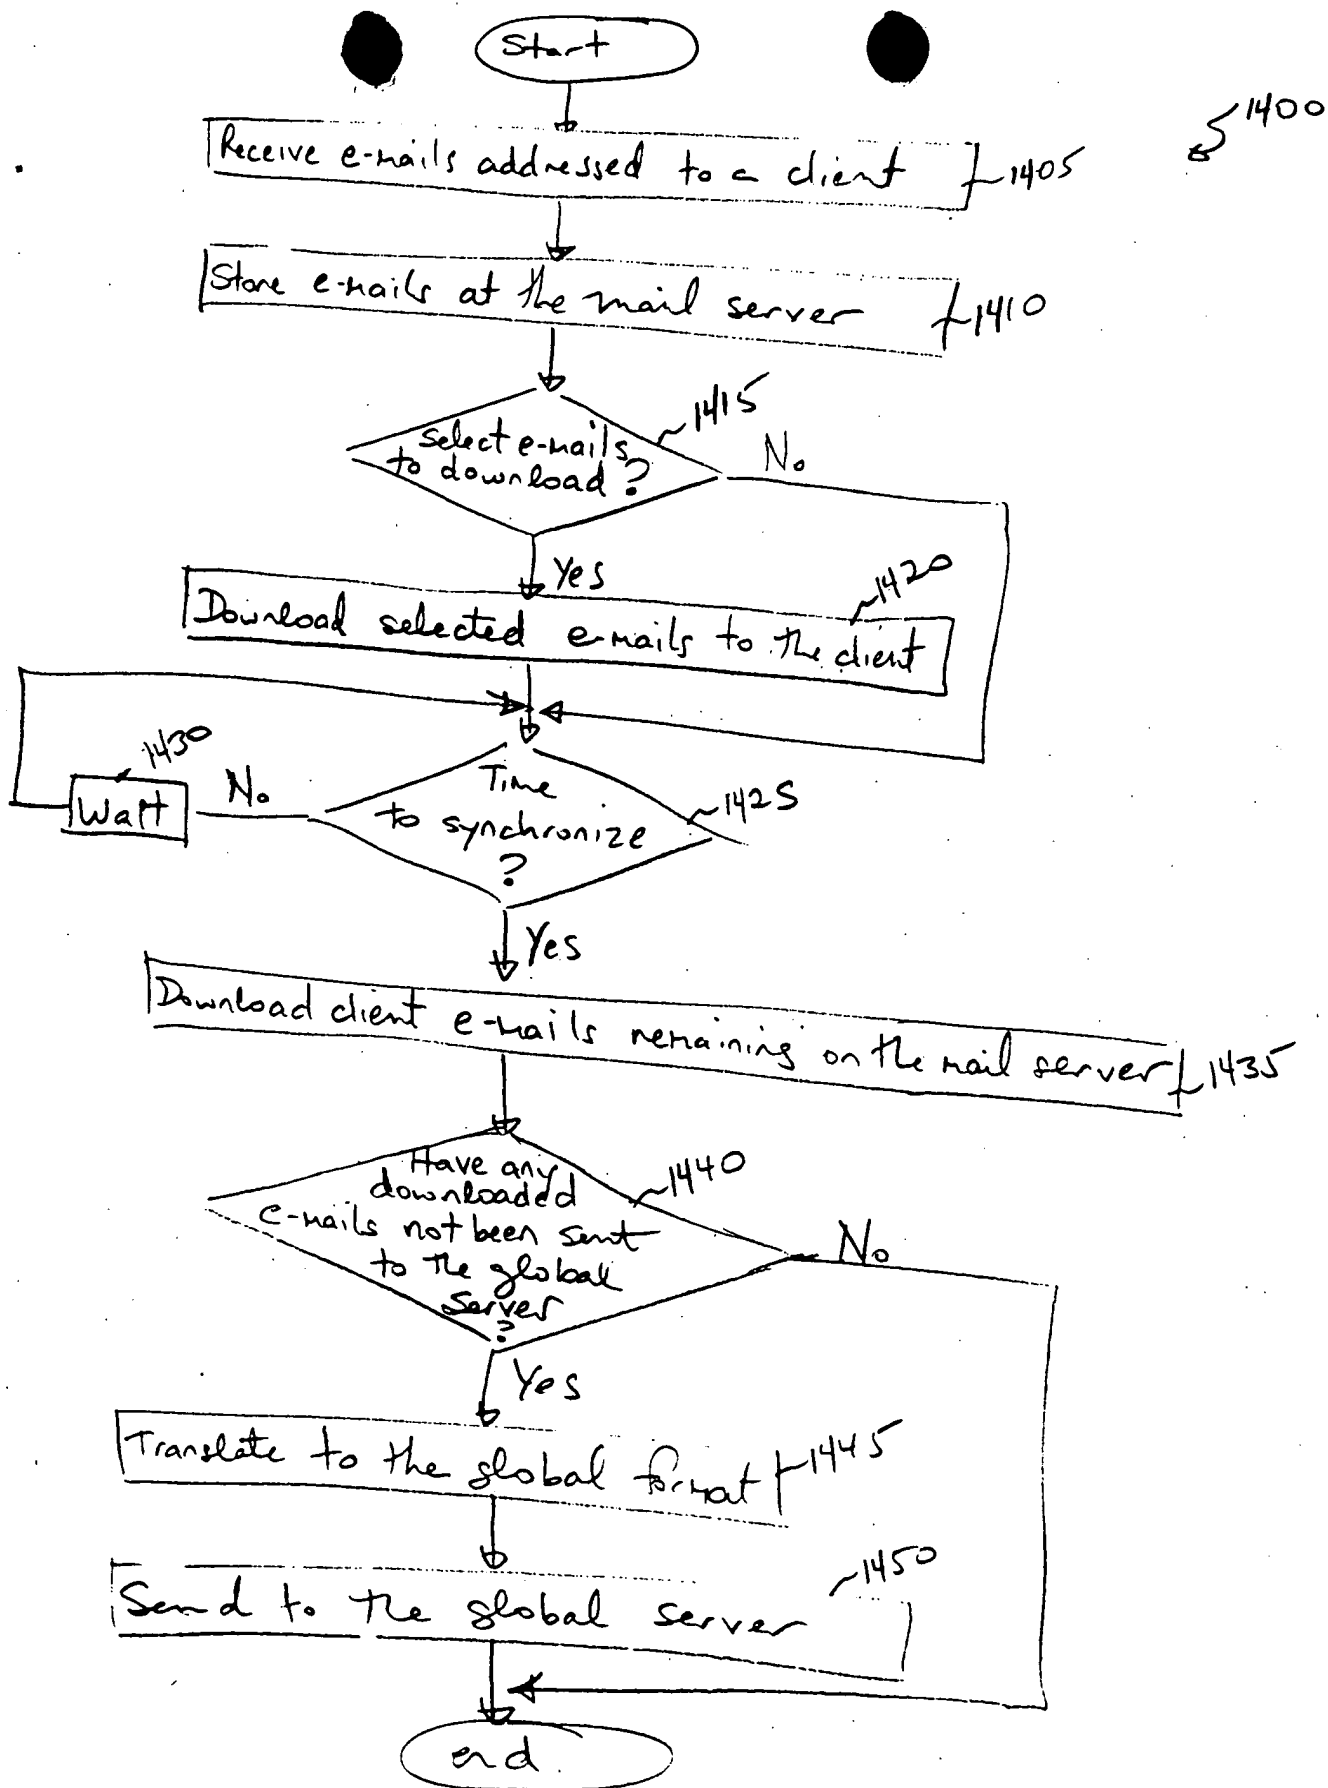 Start
1400
Receive e-mails addressed to a client 1405
Store e-mails at the mail server 1410
1415
Select e-mails
to download?
No
Yes
1420
Download selected e-mails to the client
1430
Wait
No
Time
to synchronize
?
1425
Yes
Download client e-mails remaining on the mail server 1435
Have any
downloaded
e-mails not been sent
to the global
Server
?
1440
No
Yes
Translate to the global format 1445
1450
Send to the global server
end